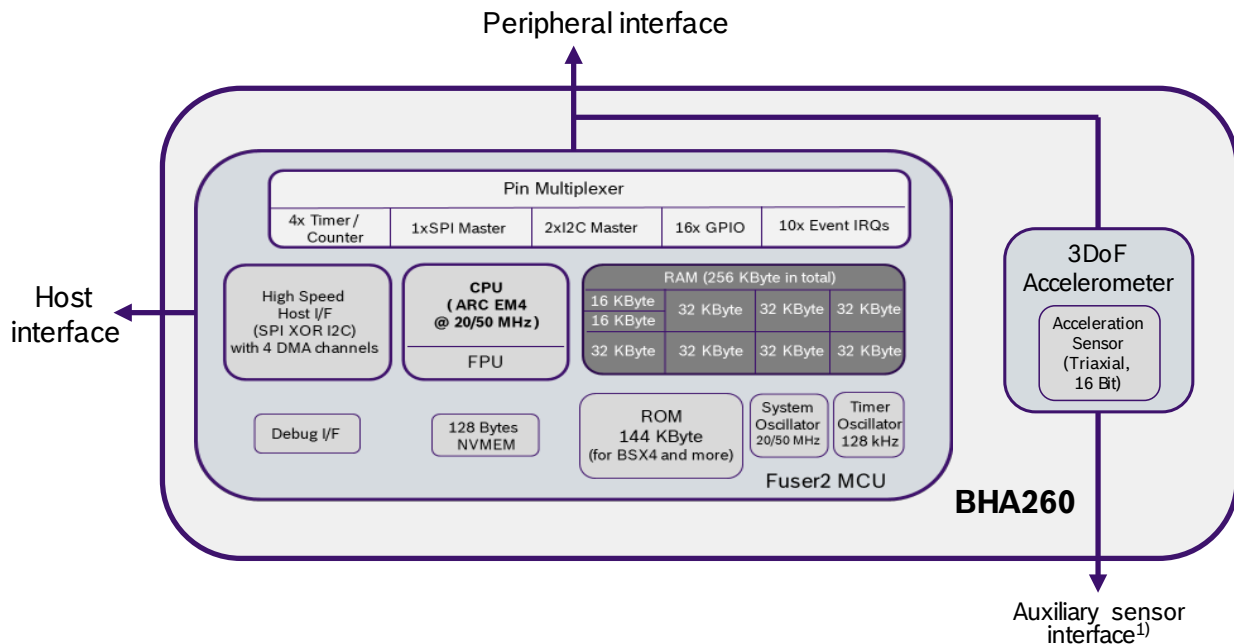 Peripheral interface
Pin Multiplexer
4x Timer /
Counter
1xSPI Master
2xI2C Master
16x GPIO
10x Event IRQs
Host
interface
High Speed
Host I/F
(SPI XOR I2C)
with 4 DMA channels
CPU
( ARC EM4
@ 20/50 MHz)
FPU
RAM (256 KByte in total)
16 KByte
16 KByte
32 KByte
32 KByte
32 KByte
32 KByte
32 KByte
32 KByte
32 KByte
3DoF
Accelerometer
Acceleration
Sensor
(Triaxial,
16 Bit)
Debug I/F
128 Bytes
NVMEM
ROM
144 KByte
(for BSX4 and more)
System
Oscillator
20/50 MHz
Timer
Oscillator
128 kHz
Fuser2 MCU
BHA260
Auxiliary sensor
interface1)